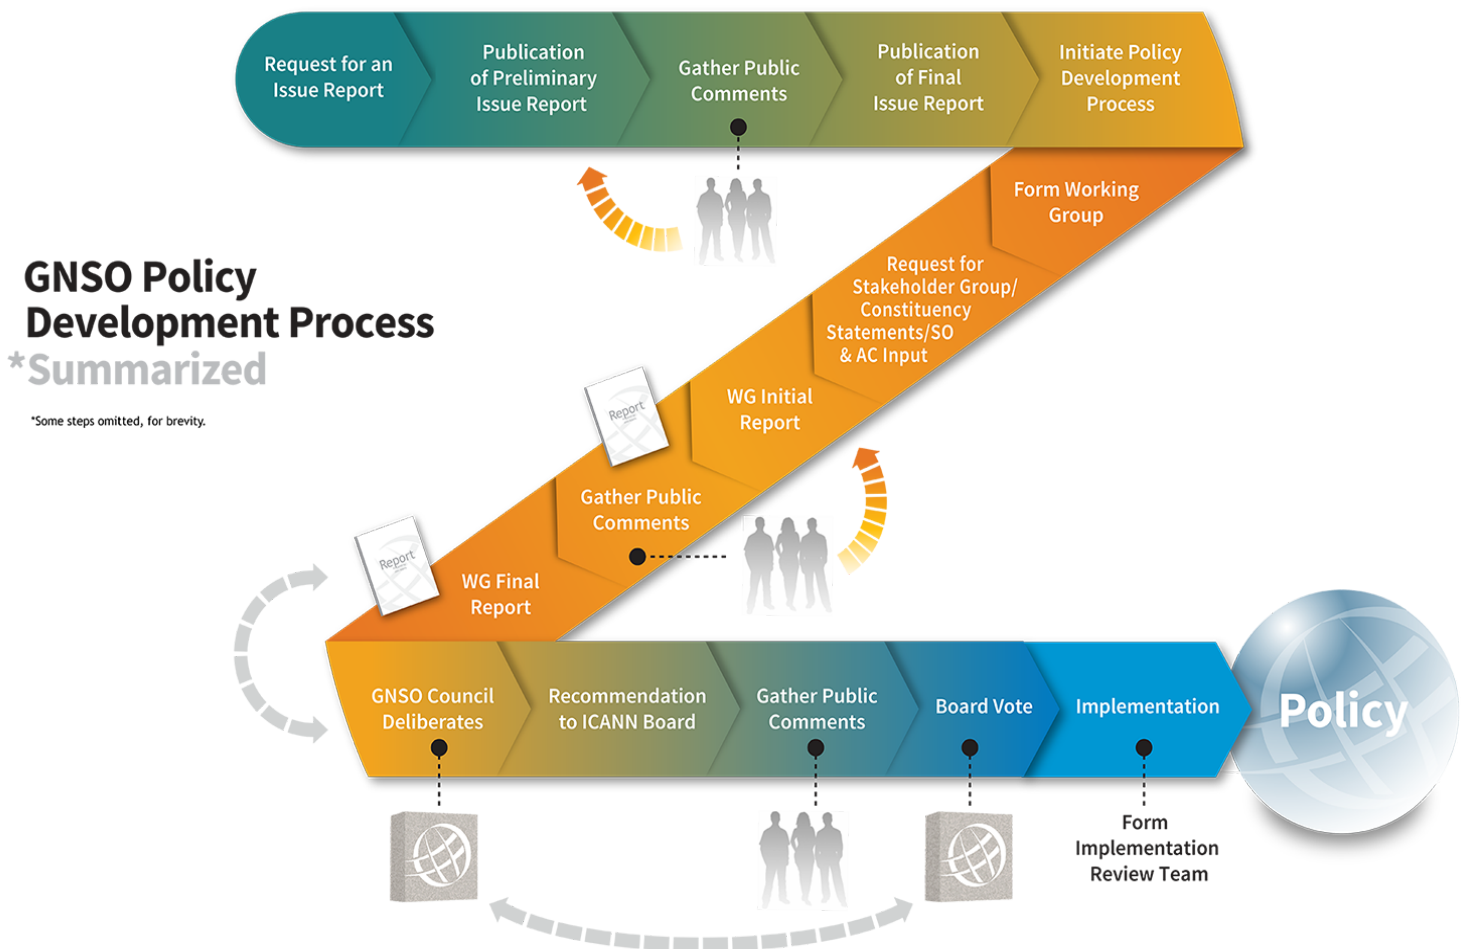 Request for an
Issue Report
Publication
of Preliminary
Issue Report
Gather Public
Comments
Publication
of Final
Issue Report
Initiate Policy
Development
Process
Form Working
Group
GNSO Policy
Development Process
*Summarized
*Some steps omitted, for brevity.
Request for
Stakeholder Group/
Constituency
Statements/SO
& AC Input
WG Initial
Report
Report
Gather Public
Comments
Report
WG Final
Report
GNSO Council
Deliberates
Recommendation
to ICANN Board
Gather Public
Comments
Board Vote
Implementation
Policy
Form
Implementation
Review Team